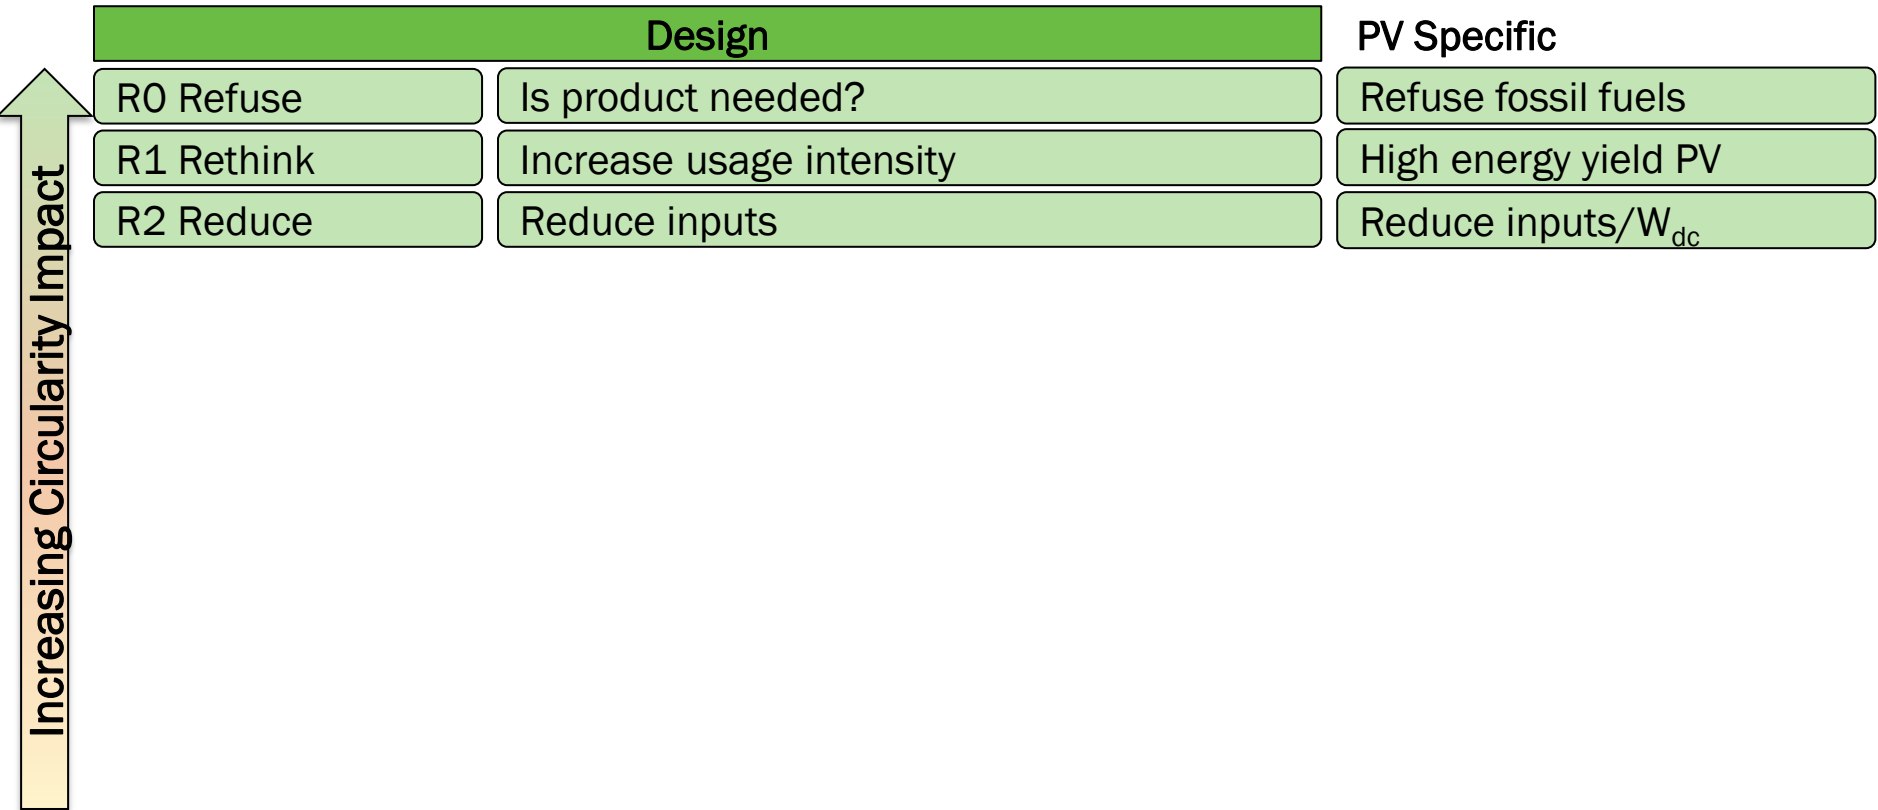 Design
PV Specific
R0 Refuse
Is product needed?
Refuse fossil fuels
R1 Rethink
Increase usage intensity
High energy yield PV
R2 Reduce
Reduce inputs
Reduce inputs/Wdc
Increasing Circularity Impact